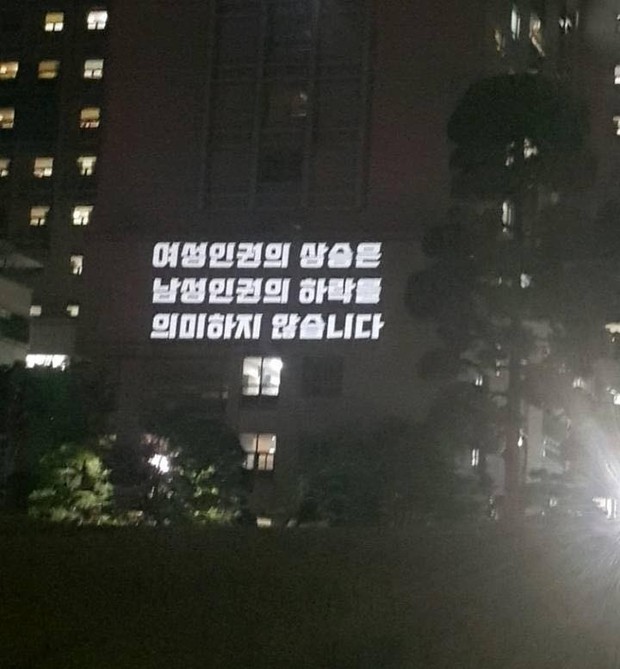 여성인권의 상승은
남성인권의 하락을
의미하지 않습니다